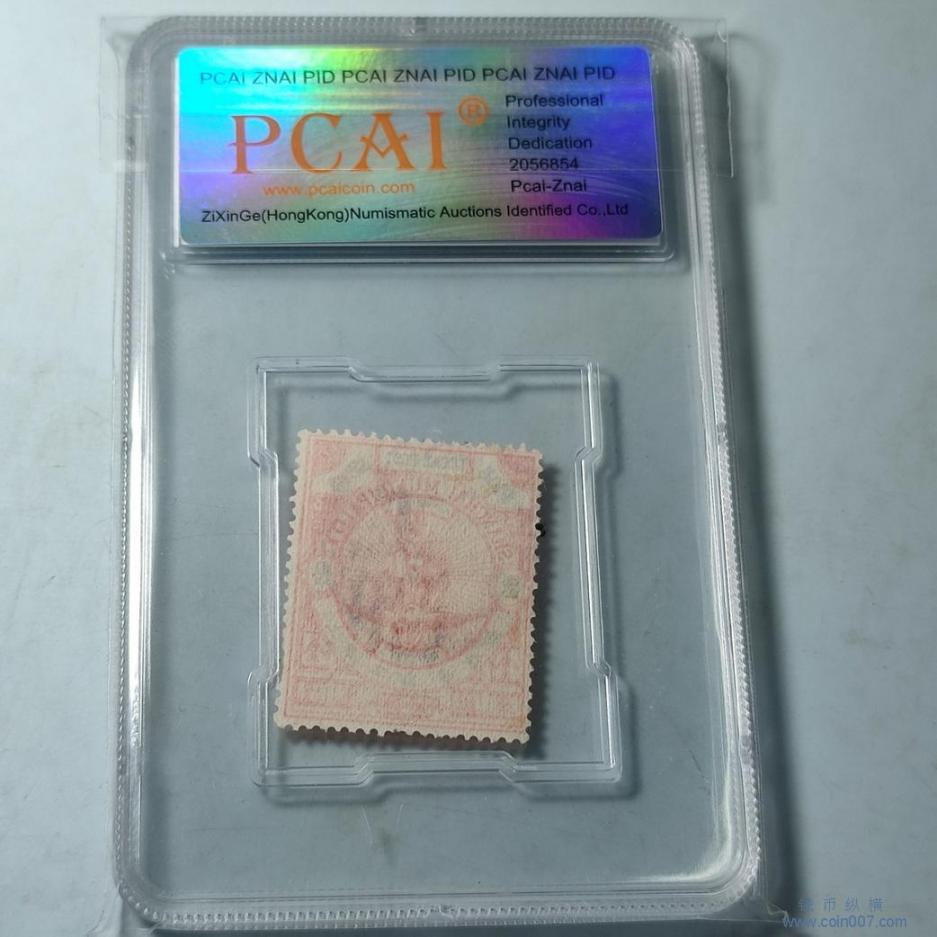 PCAI ZNAI PID PCAI ZNAI PID PCAI ZNAI PID
PCAI®
www.pcaicoin.com
Professional
Integrity
Dedication
2056854
Pcai-Znai
ZiXinGe(HongKong)Numismatic Auctions Identified Co.,Ltd
钱币纵横
www.coin007.com